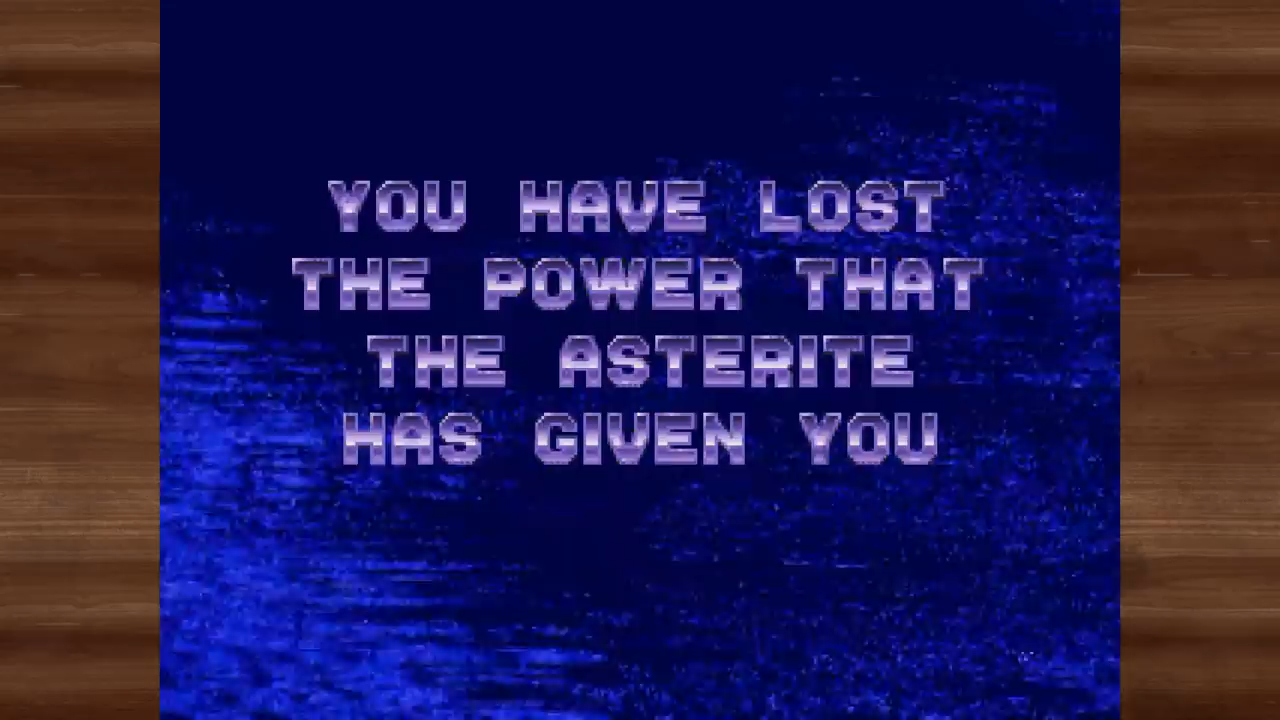 YOU HAVE LOST
THE POWER THAT
THE ASTERITE
HAS GIVEN YOU